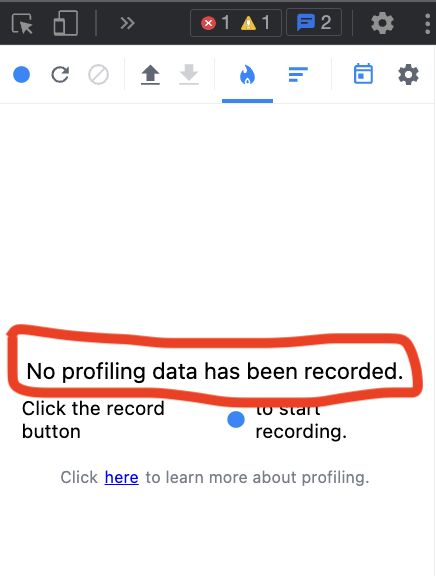 1 1 2
No profiling data has been recorded.
Click the record button
to start recording.
Click here to learn more about profiling.